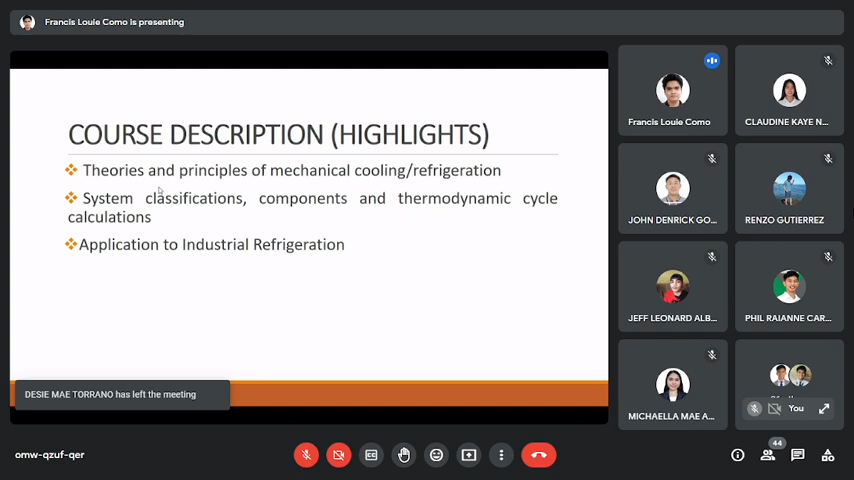 Francis Louie Como is presenting
COURSE DESCRIPTION (HIGHLIGHTS)
Theories and principles of mechanical cooling/refrigeration
System classifications, components and thermodynamic cycle
calculations
Application to Industrial Refrigeration
DESIE MAE TORRANO has left the meeting
Francis Louie Como
CLAUDINE KAYE N...
JOHN DENRICK GO...
RENZO GUTIERREZ
JEFF LEONARD ALB...
PHIL RAIANNE CAR...
MICHAELLA MAE A...
You
omw-qzuf-qer
44